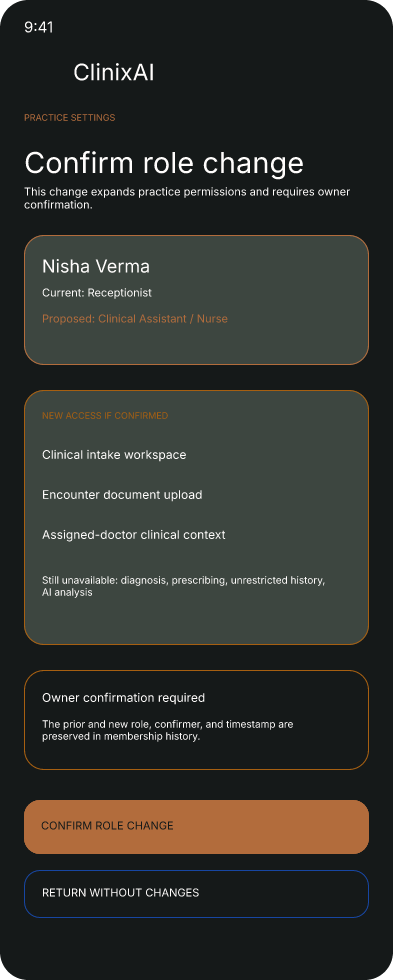 9:41
ClinixAI
PRACTICE SETTINGS
Confirm role change
This change expands practice permissions and requires owner
confirmation.
Nisha Verma
Current: Receptionist
Proposed: Clinical Assistant / Nurse
NEW ACCESS IF CONFIRMED
Clinical intake workspace
Encounter document upload
Assigned-doctor clinical context
Still unavailable: diagnosis, prescribing, unrestricted history,
AI analysis
Owner confirmation required
The prior and new role, confirmer, and timestamp are
preserved in membership history.
CONFIRM ROLE CHANGE
RETURN WITHOUT CHANGES